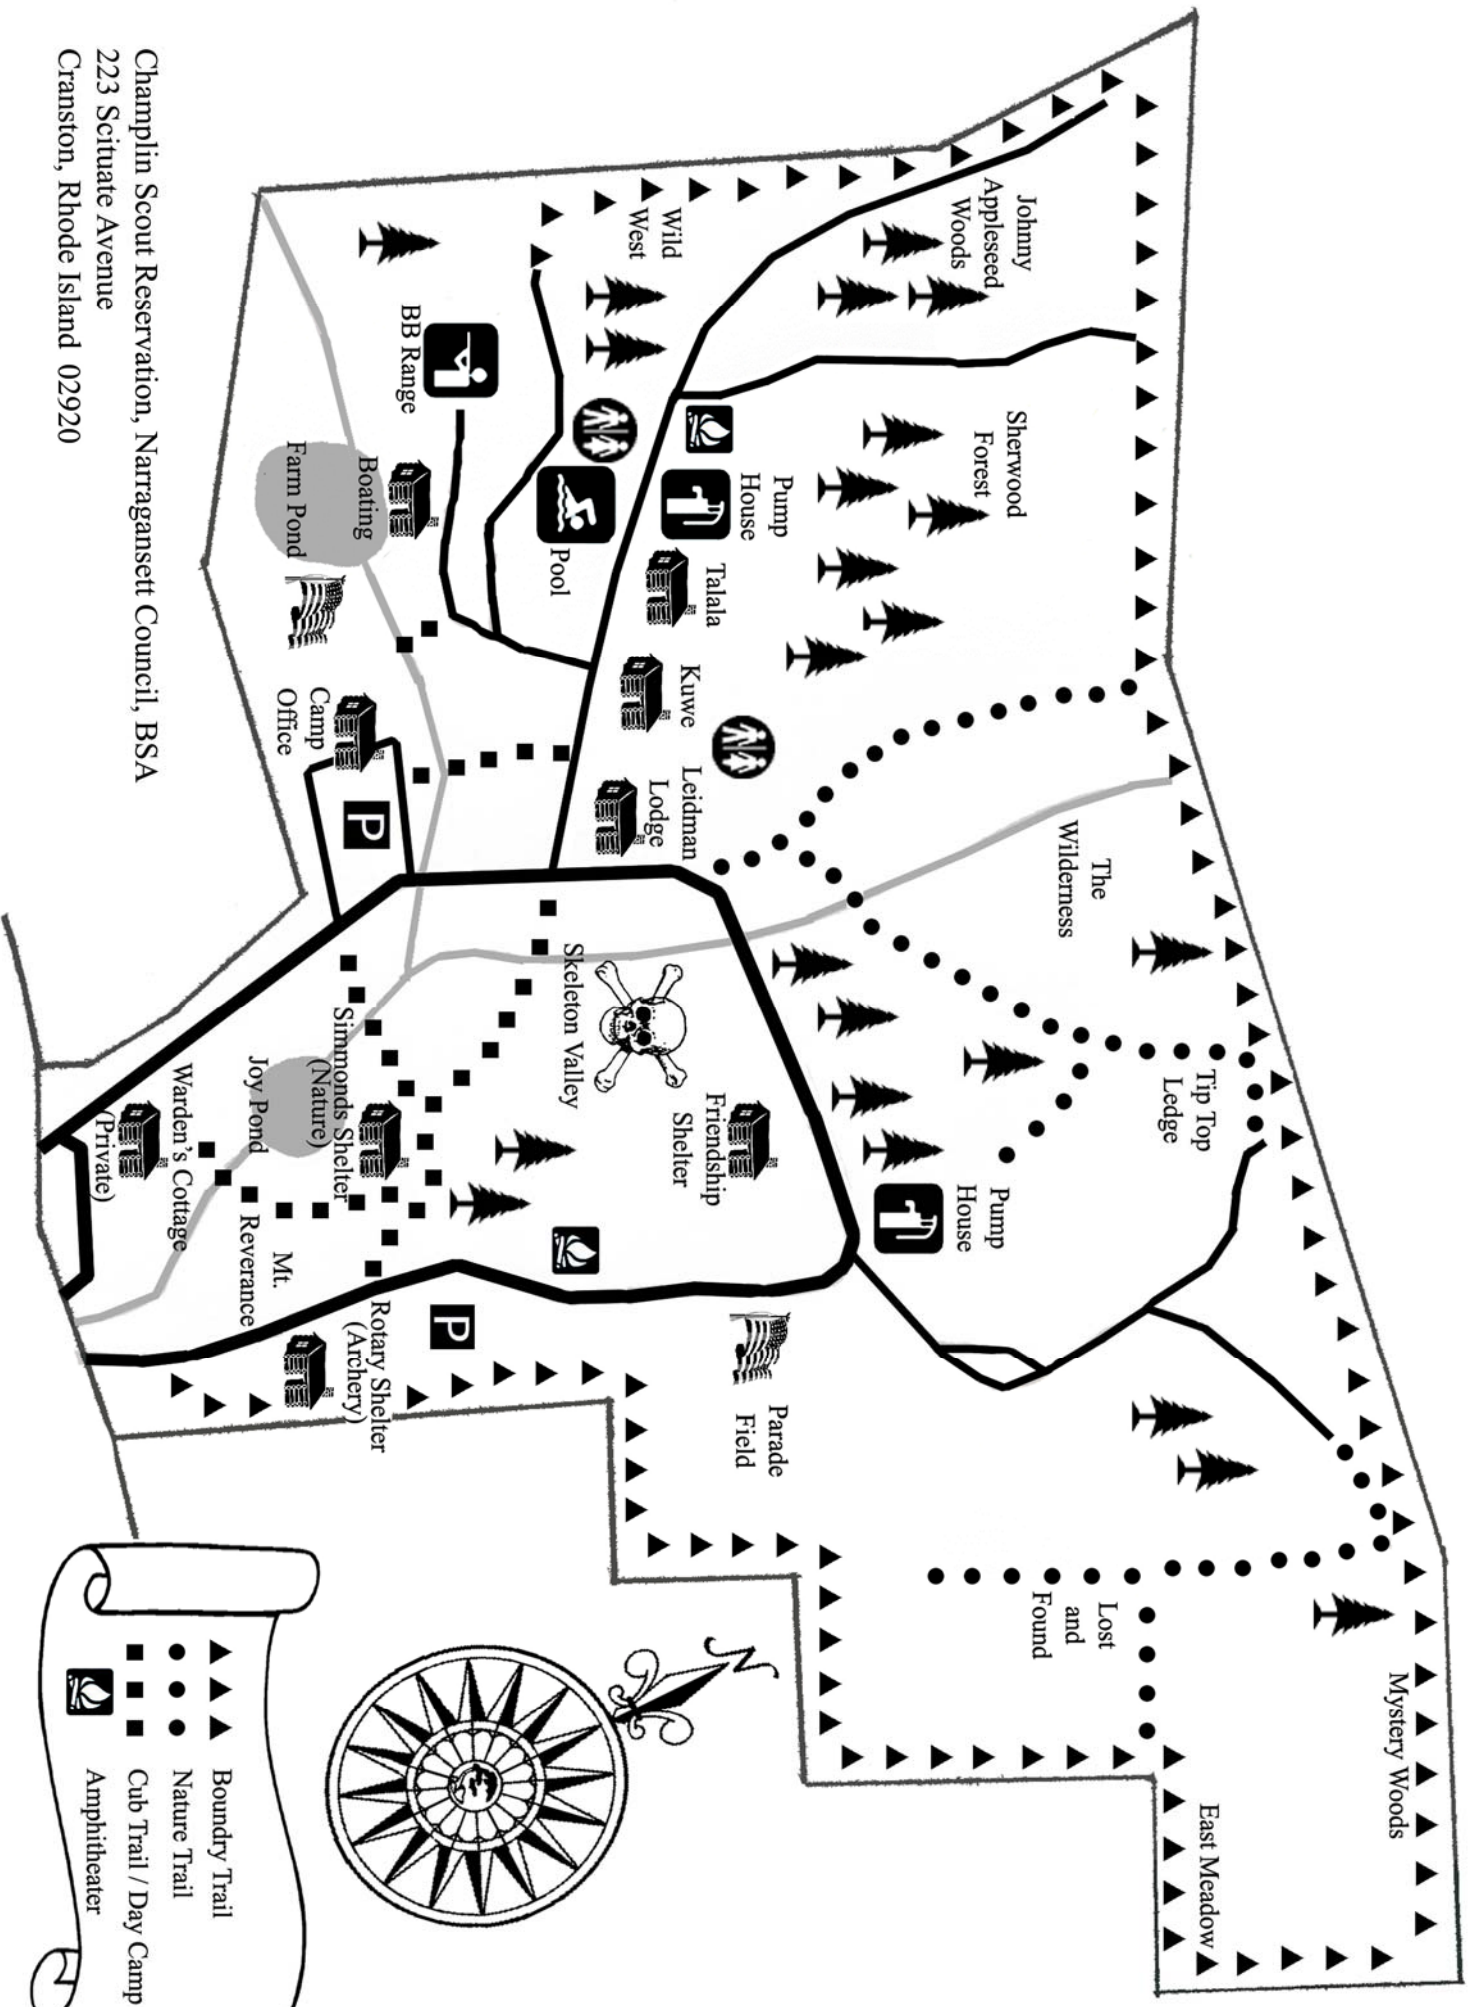 Mystery Woods
East Meadow
Lost
and
Found
Tip Top
Ledge
The
Wilderness
Johnny
Appleseed
Woods
Sherwood
Forest
Pump
House
Wild
West
Pump
House
Talala
Kuwe
Leidman
Lodge
Friendship
Shelter
Parade
Field
Pool
Skeleton Valley
BB Range
Boating
Farm Pond
Camp
Office
P
P
Simmonds Shelter
(Nature)
Joy Pond
Rotary Shelter
(Archery)
Mt.
Reverance
Warden's Cottage
(Private)
N
Champlin Scout Reservation, Narragansett Council, BSA
223 Scituate Avenue
Cranston, Rhode Island 02920
Boundry Trail
Nature Trail
Cub Trail / Day Camp
Amphitheater